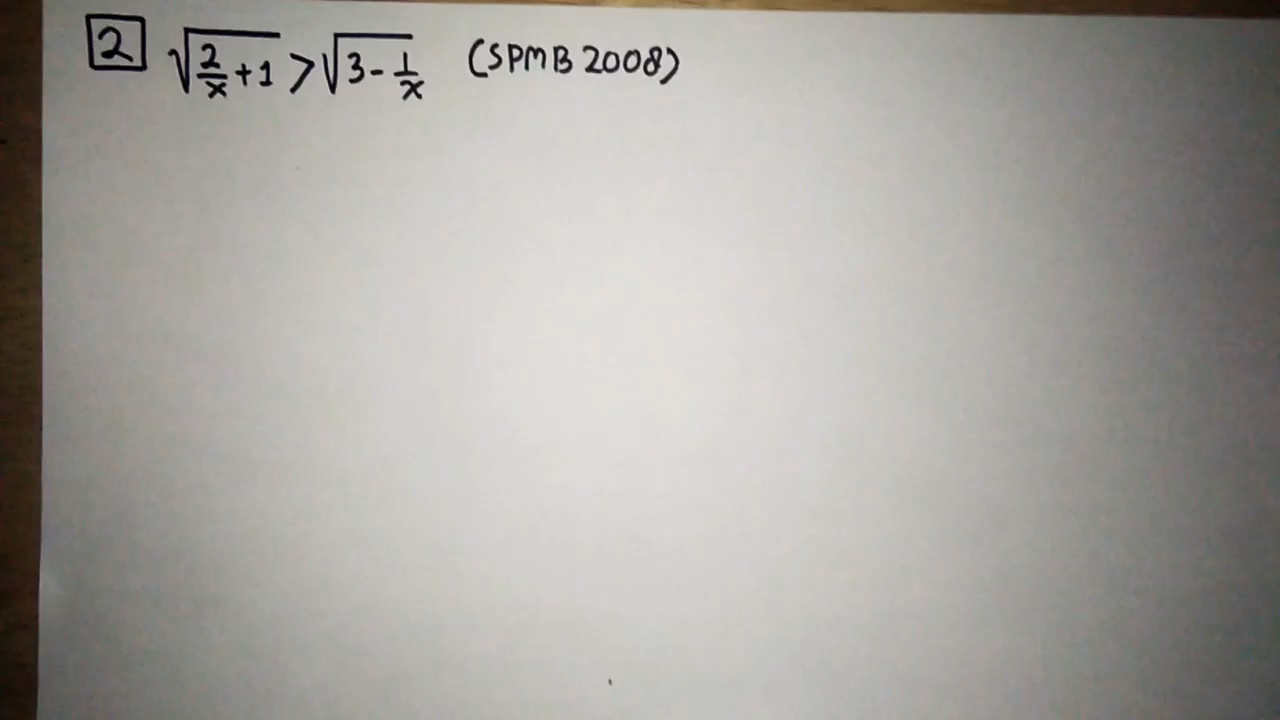 2 √(2/x + 1) > √(3 - 1/x) (SPMB 2008)